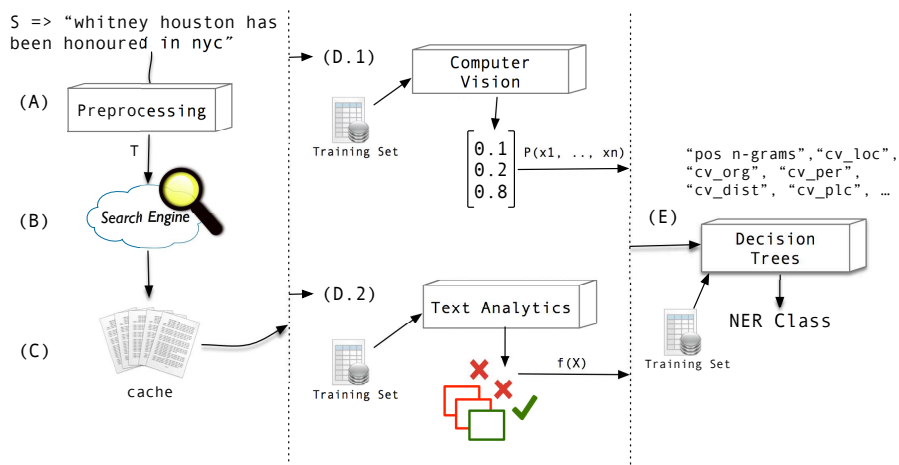 S => “whitney houston has
been honoured in nyc”
(A)
Preprocessing
T
(B)
Search Engine
(C)
cache
(D.1)
Computer
Vision
Training Set
0.1
0.2
0.8
P(x1, .., xn)
(D.2)
Text Analytics
Training Set
f(X)
“pos n-grams”,“cv_loc”,
“cv_org”, “cv_per”,
“cv_dist”, “cv_plc”, …
(E)
Decision
Trees
Training Set
NER Class